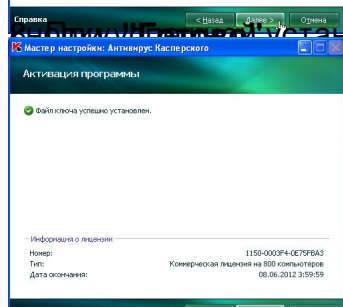 Справка < Назад Далее > Отмена
Мастер настройки: Антивирус Касперского
Активация программы
Файл ключа успешно установлен.
Информация о лицензии
Номер: 1150-0003F4-0E75FBA3
Тип: Коммерческая лицензия на 800 компьютеров
Дата окончания: 08.06.2012 3:59:59